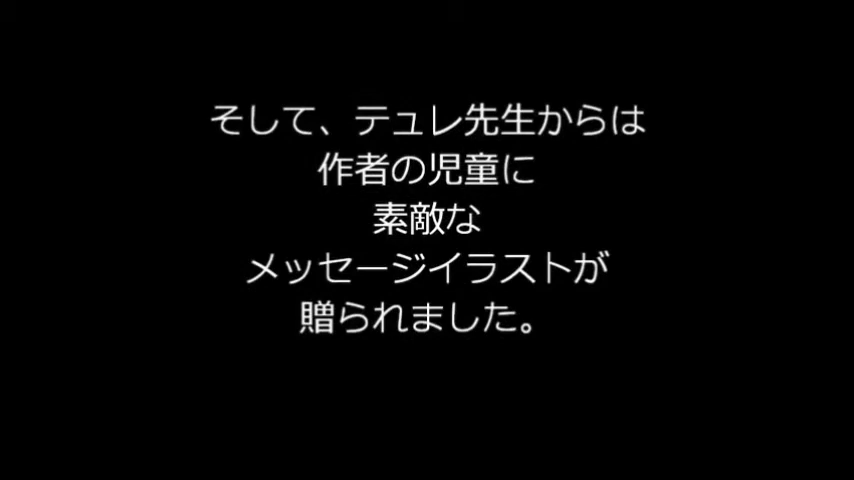 そして、テュレ先生からは
作者の児童に
素敵な
メッセージイラストが
贈られました。